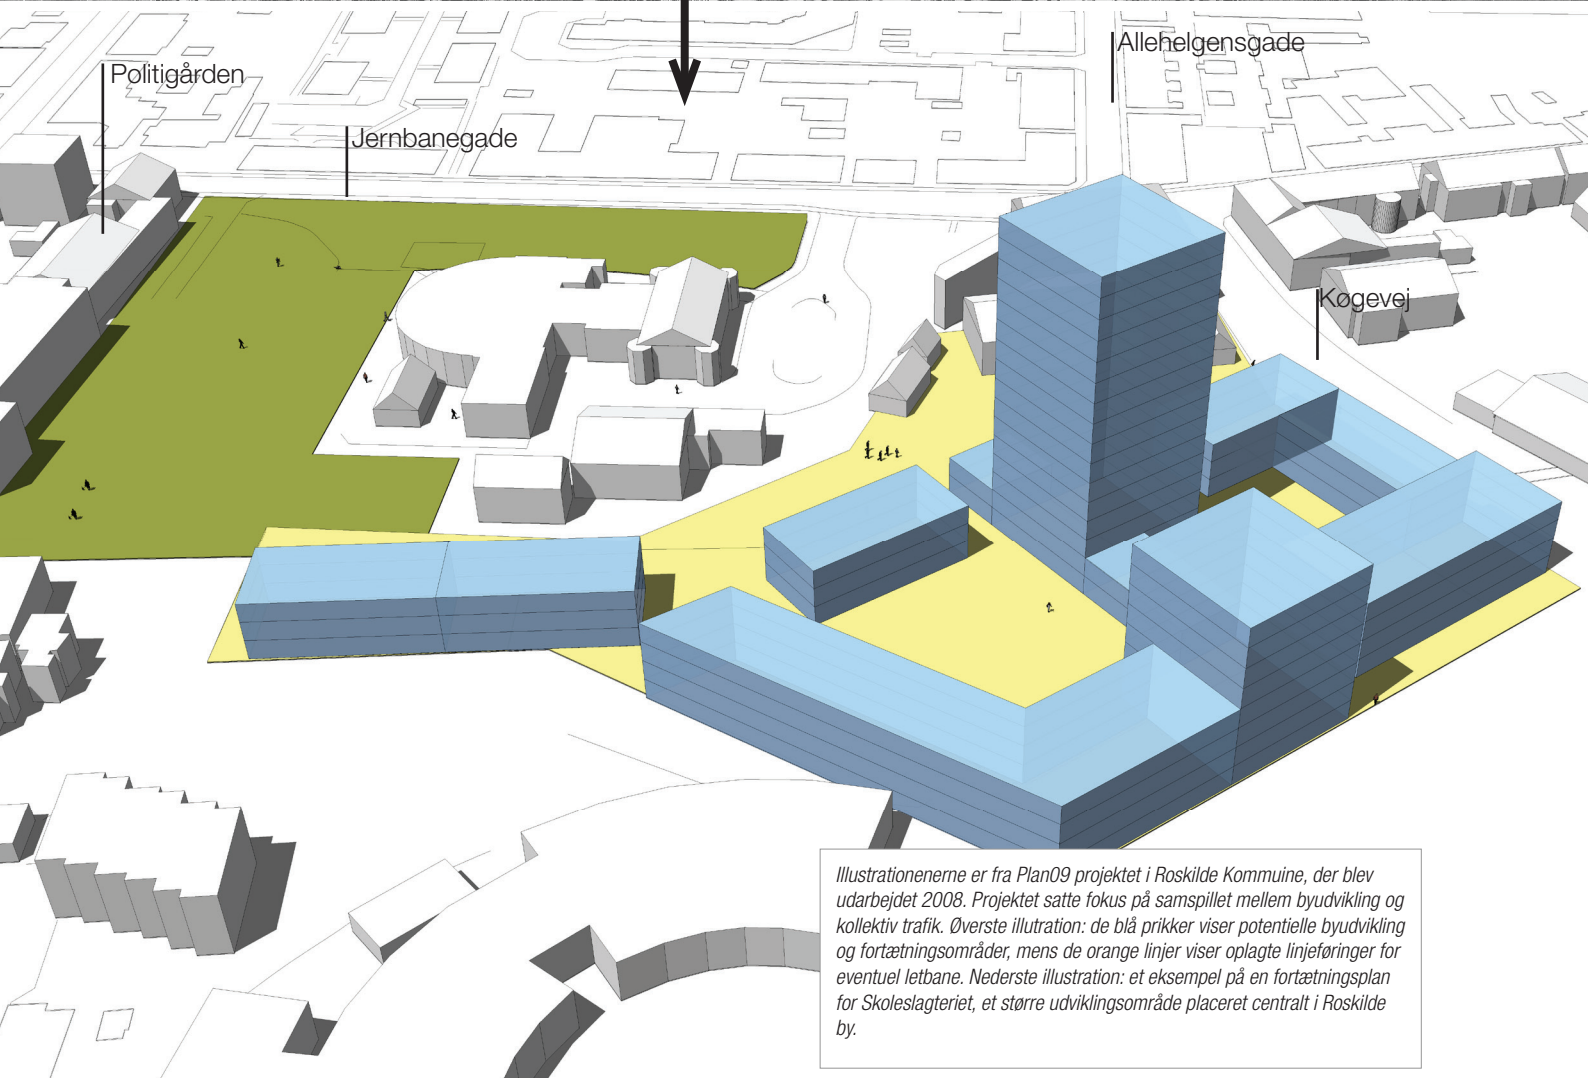 Allehelgensgade
Politigården
Jernbanegade
Køgevej
Illustrationenerne er fra Plan09 projektet i Roskilde Kommuine, der blev
udarbejdet 2008. Projektet satte fokus på samspillet mellem byudvikling og
kollektiv trafik. Øverste illutration: de blå prikker viser potentielle byudvikling
og fortætningsområder, mens de orange linjer viser oplagte linjeføringer for
eventuel letbane. Nederste illustration: et eksempel på en fortætningsplan
for Skoleslagteriet, et større udviklingsområde placeret centralt i Roskilde
by.